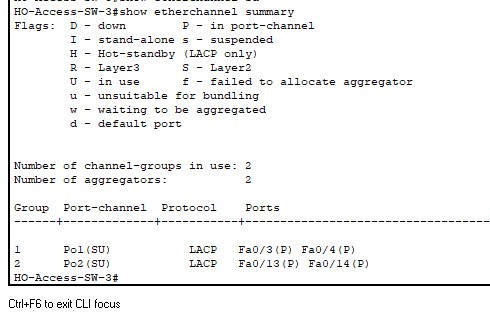 HO-Access-SW-3#show etherchannel summary
Flags:  D - down        P - in port-channel
        I - stand-alone s - suspended
        H - Hot-standby (LACP only)
        R - Layer3      S - Layer2
        U - in use      f - failed to allocate aggregator
        u - unsuitable for bundling
        w - waiting to be aggregated
        d - default port
Number of channel-groups in use: 2
Number of aggregators:           2
Group  Port-channel  Protocol    Ports
------+-------------+-----------+----------------------------------
1      Po1(SU)           LACP   Fa0/3(P) Fa0/4(P)
2      Po2(SU)           LACP   Fa0/13(P) Fa0/14(P)
HO-Access-SW-3#
Ctrl+F6 to exit CLI focus